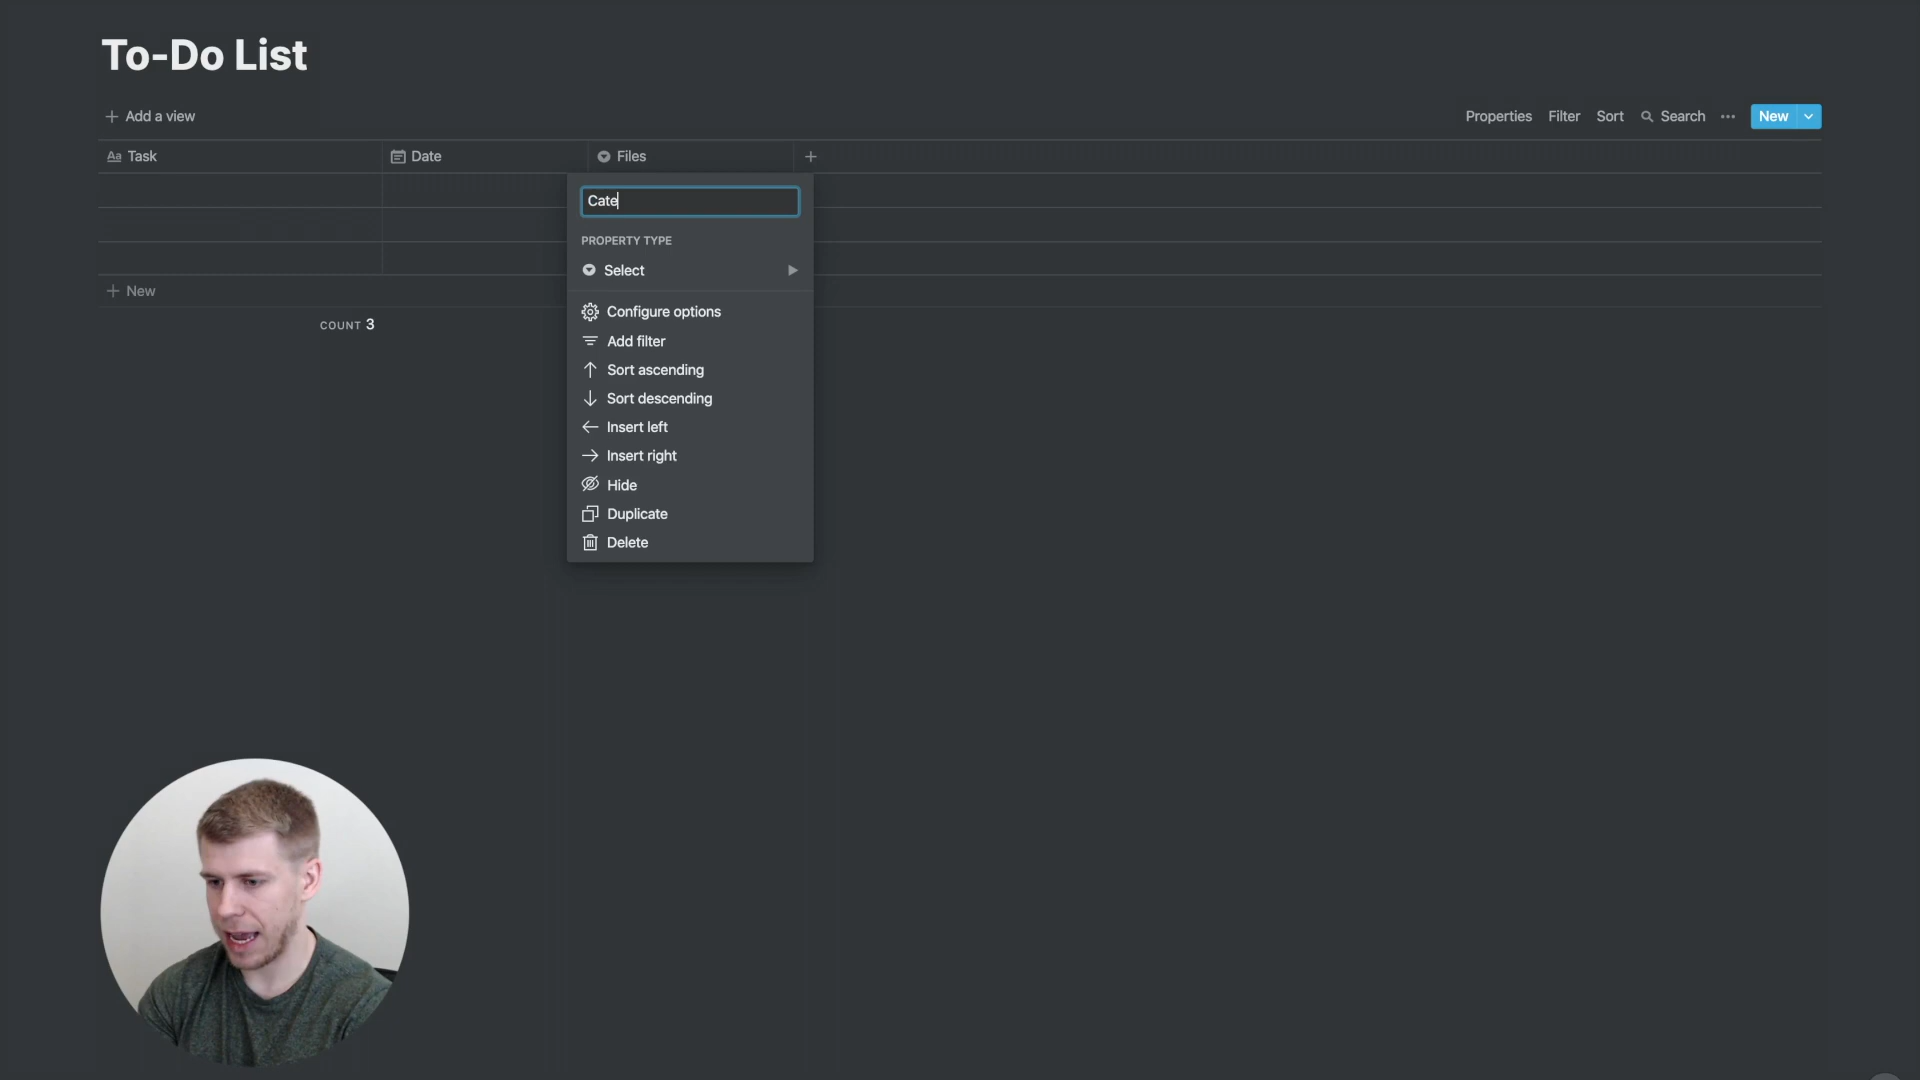 To-Do List
Add a view
Properties Filter Sort Search New
Aa Task Date Files
Cate
PROPERTY TYPE
Select
Configure options
Add filter
Sort ascending
Sort descending
Insert left
Insert right
Hide
Duplicate
Delete
New
COUNT 3